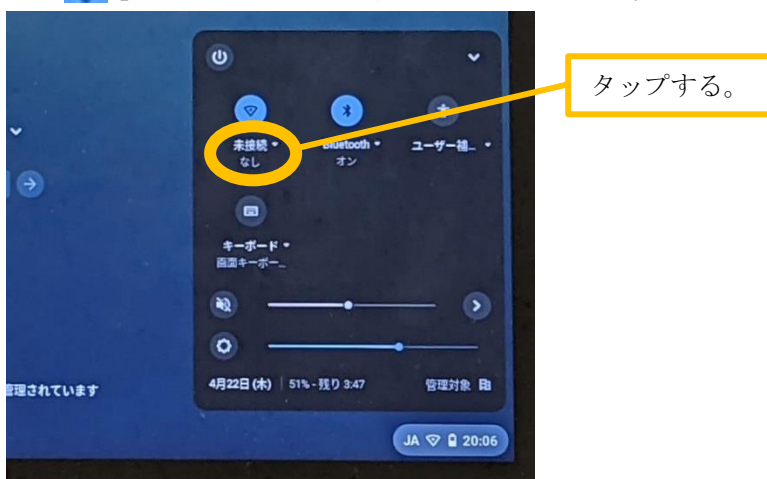 タップする。
未接続
なし
Bluetooth
オン
ユーザー補...
キーボード
画面キーボー...
4月22日 (木) 51% - 残り 3:47 管理対象
管理されています
JA 20:06